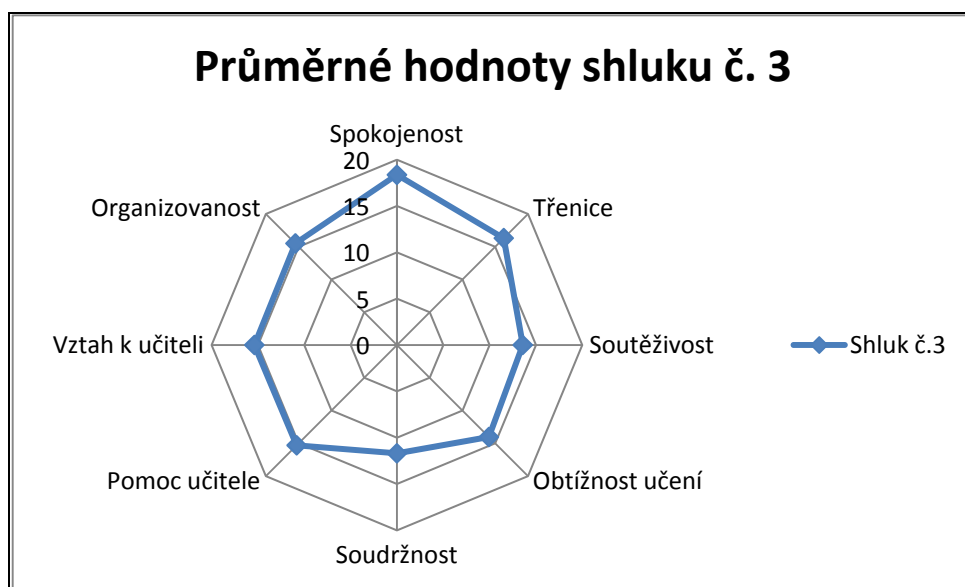 Průměrné hodnoty shluku č. 3
Spokojenost
20
Organizovanost
Třenice
15
10
5
Vztah k učiteli
0
Soutěživost
Shluk č.3
Pomoc učitele
Obtížnost učení
Soudržnost